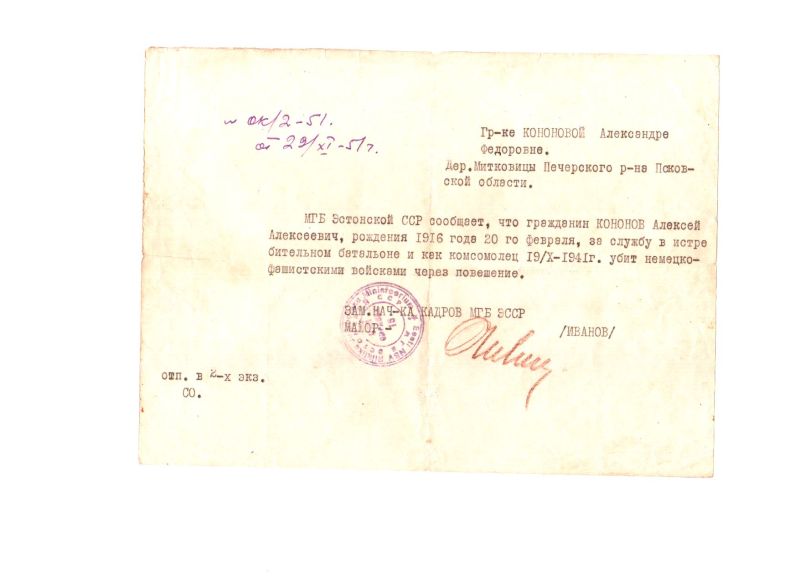 ок/2-51.
от 29/XI-51г.
Гр-ке КОНОНОВОЙ Александре
Федоровне.
Дер.Митковицы Печерского р-на Псков-
ской области.
МГБ Эстонской ССР сообщает, что гражданин КОНОНОВ Алексей
Алексеевич, рождения 1916 года 20 го февраля, за службу в истре
бительном батальоне и как комсомолец 19/X-1941г. убит немецко-
фашистскими войсками через повешение.
ЗАМ.НАЧ-КА КАДРОВ МГБ ЭССР
МАЙОР-
/ИВАНОВ/
отп. в 2-х экз.
СО.